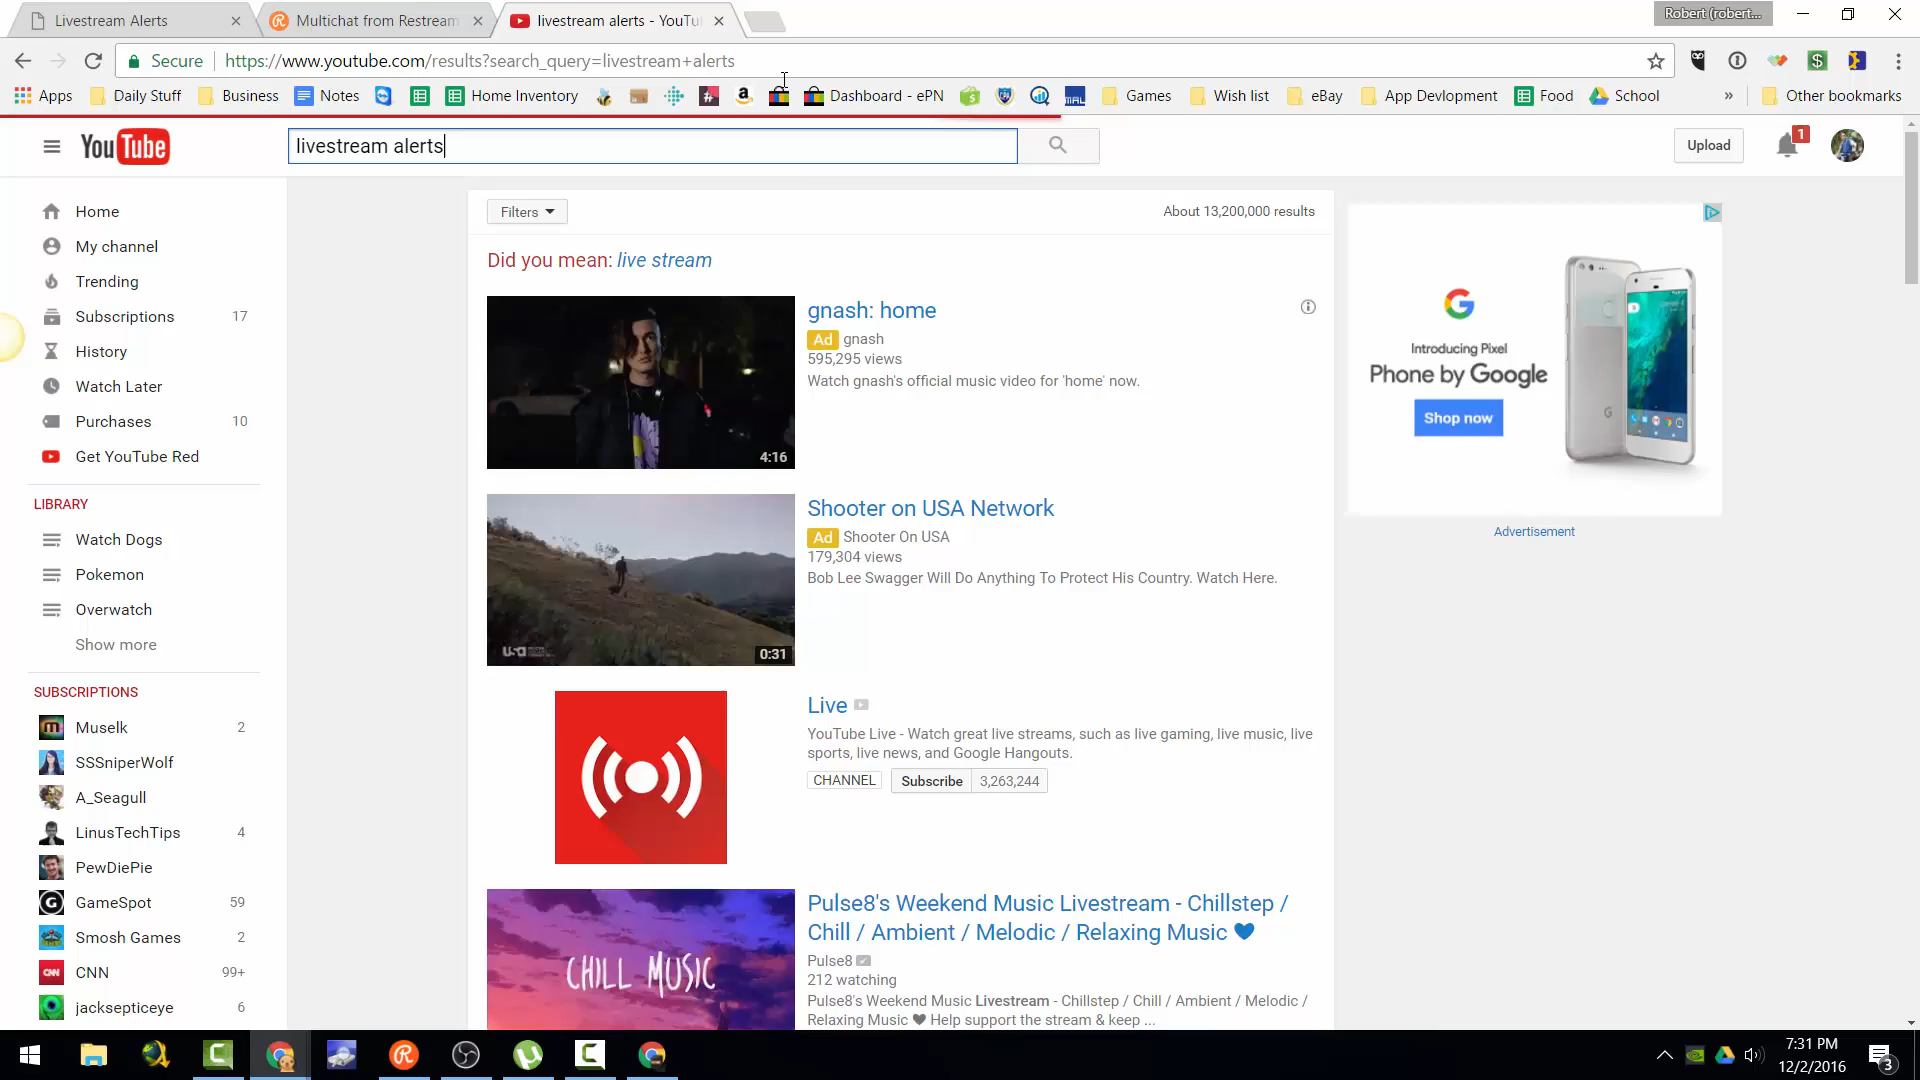 Livestream Alerts
Multichat from Restream
livestream alerts - YouTu
Robert (robert...
Secure
https://www.youtube.com/results?search_query=livestream+alerts
Apps
Daily Stuff
Business
Notes
Home Inventory
Dashboard - ePN
Games
Wish list
eBay
App Devlopment
Food
School
»
Other bookmarks
YouTube
livestream alerts
Upload
1
Home
My channel
Trending
Subscriptions 17
History
Watch Later
Purchases 10
Get YouTube Red
LIBRARY
Watch Dogs
Pokemon
Overwatch
Show more
SUBSCRIPTIONS
Muselk 2
SSSniperWolf
A_Seagull
LinusTechTips 4
PewDiePie
GameSpot 59
Smosh Games 2
CNN 99+
jacksepticeye 6
Filters
About 13,200,000 results
Did you mean: live stream
4:16
gnash: home
Ad gnash
595,295 views
Watch gnash's official music video for 'home' now.
usa
0:31
Shooter on USA Network
Ad Shooter On USA
179,304 views
Bob Lee Swagger Will Do Anything To Protect His Country. Watch Here.
Live
YouTube Live - Watch great live streams, such as live gaming, live music, live
sports, live news, and Google Hangouts.
CHANNEL Subscribe 3,263,244
CHILL MUSIC
Pulse8's Weekend Music Livestream - Chillstep /
Chill / Ambient / Melodic / Relaxing Music ♥
Pulse8
212 watching
Pulse8's Weekend Music Livestream - Chillstep / Chill / Ambient / Melodic /
Relaxing Music ♥ Help support the stream & keep ...
Introducing Pixel
Phone by Google
Shop now
Advertisement
7:31 PM
12/2/2016
3